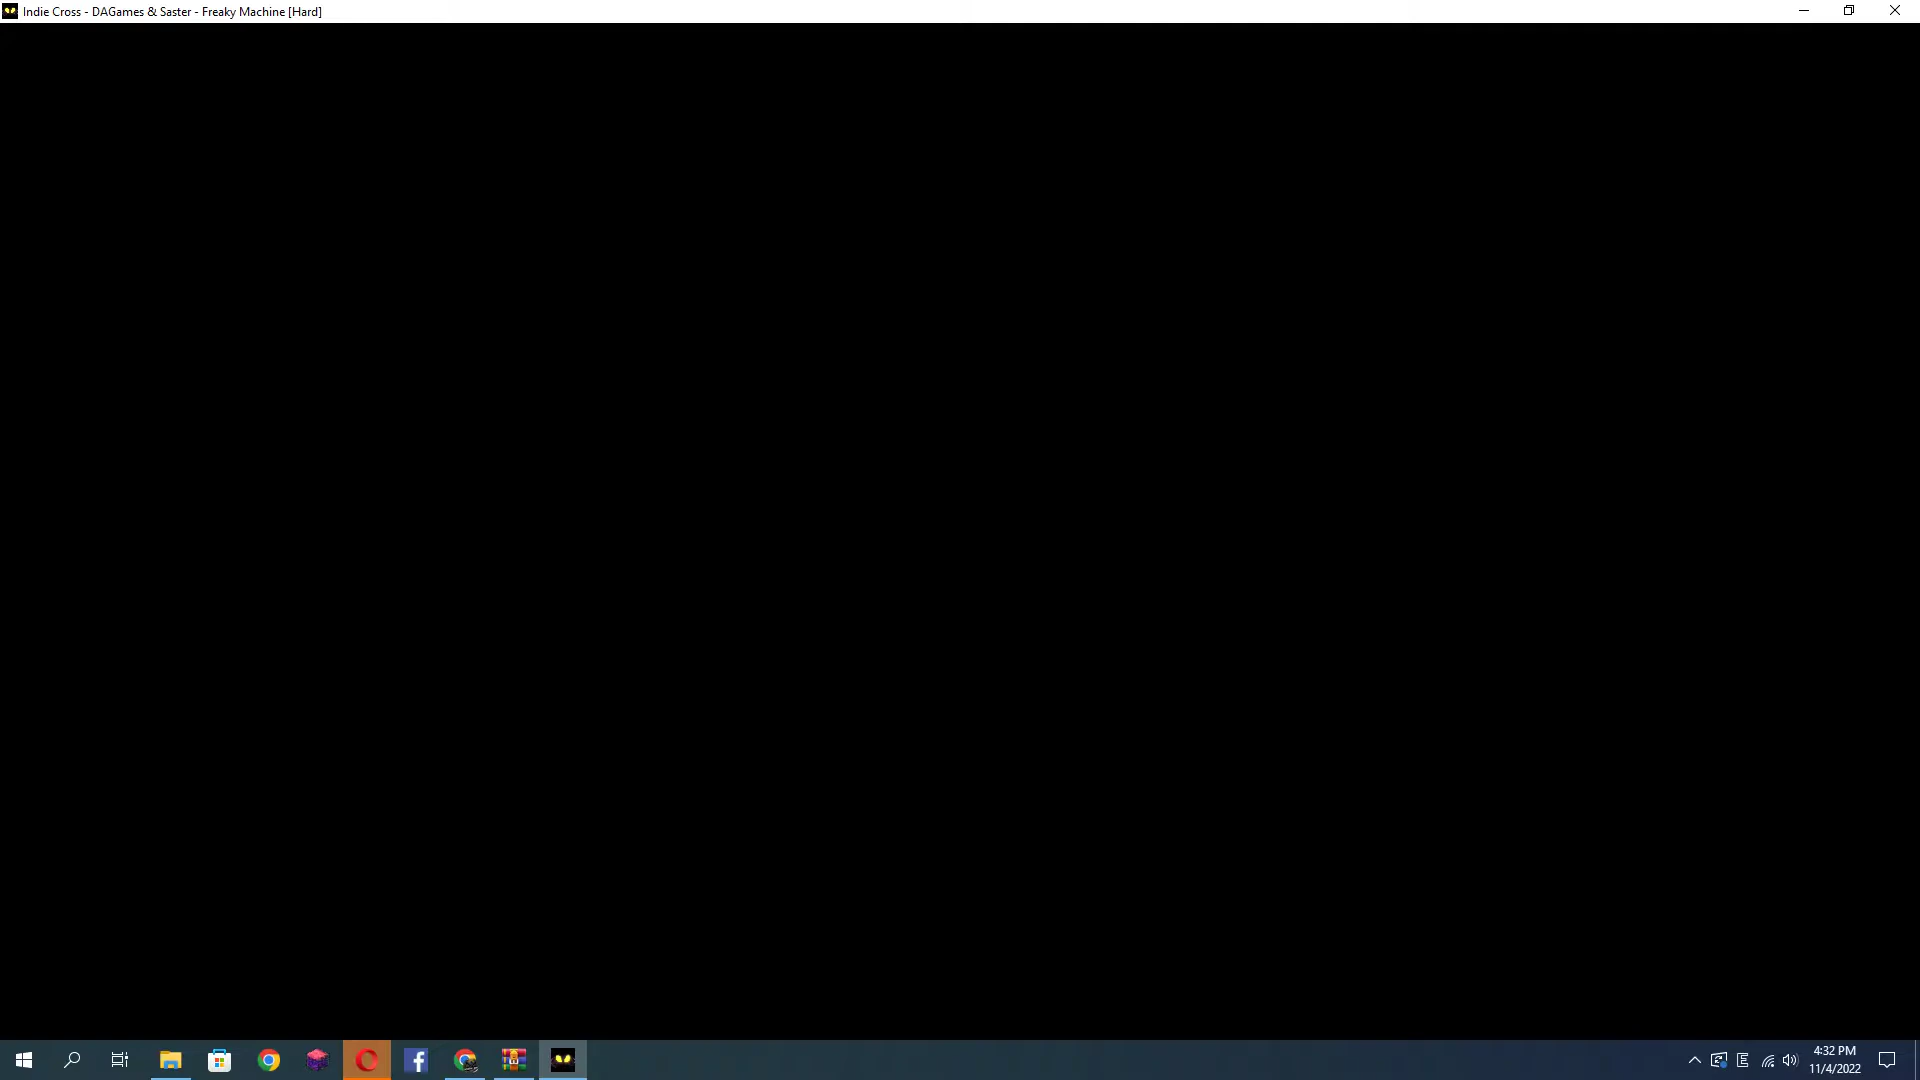 Indie Cross - DAGames & Saster - Freaky Machine [Hard]
4:32 PM
11/4/2022